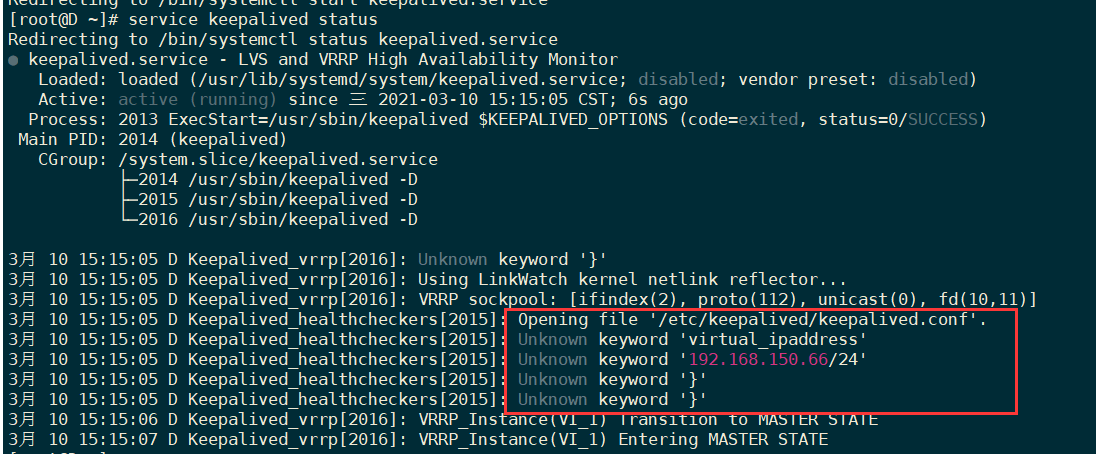 Redirecting to /bin/systemctl start keepalived.service
[root@D ~]# service keepalived status
Redirecting to /bin/systemctl status keepalived.service
● keepalived.service - LVS and VRRP High Availability Monitor
Loaded: loaded (/usr/lib/systemd/system/keepalived.service; disabled; vendor preset: disabled)
Active: active (running) since 三 2021-03-10 15:15:05 CST; 6s ago
Process: 2013 ExecStart=/usr/sbin/keepalived $KEEPALIVED_OPTIONS (code=exited, status=0/SUCCESS)
Main PID: 2014 (keepalived)
CGroup: /system.slice/keepalived.service
├─2014 /usr/sbin/keepalived -D
├─2015 /usr/sbin/keepalived -D
└─2016 /usr/sbin/keepalived -D
3月 10 15:15:05 D Keepalived_vrrp[2016]: Unknown keyword '}'
3月 10 15:15:05 D Keepalived_vrrp[2016]: Using LinkWatch kernel netlink reflector...
3月 10 15:15:05 D Keepalived_vrrp[2016]: VRRP sockpool: [ifindex(2), proto(112), unicast(0), fd(10,11)]
3月 10 15:15:05 D Keepalived_healthcheckers[2015]: Opening file '/etc/keepalived/keepalived.conf'.
3月 10 15:15:05 D Keepalived_healthcheckers[2015]: Unknown keyword 'virtual_ipaddress'
3月 10 15:15:05 D Keepalived_healthcheckers[2015]: Unknown keyword '192.168.150.66/24'
3月 10 15:15:05 D Keepalived_healthcheckers[2015]: Unknown keyword '}'
3月 10 15:15:05 D Keepalived_healthcheckers[2015]: Unknown keyword '}'
3月 10 15:15:06 D Keepalived_vrrp[2016]: VRRP_Instance(VI_1) Transition to MASTER STATE
3月 10 15:15:07 D Keepalived_vrrp[2016]: VRRP_Instance(VI_1) Entering MASTER STATE